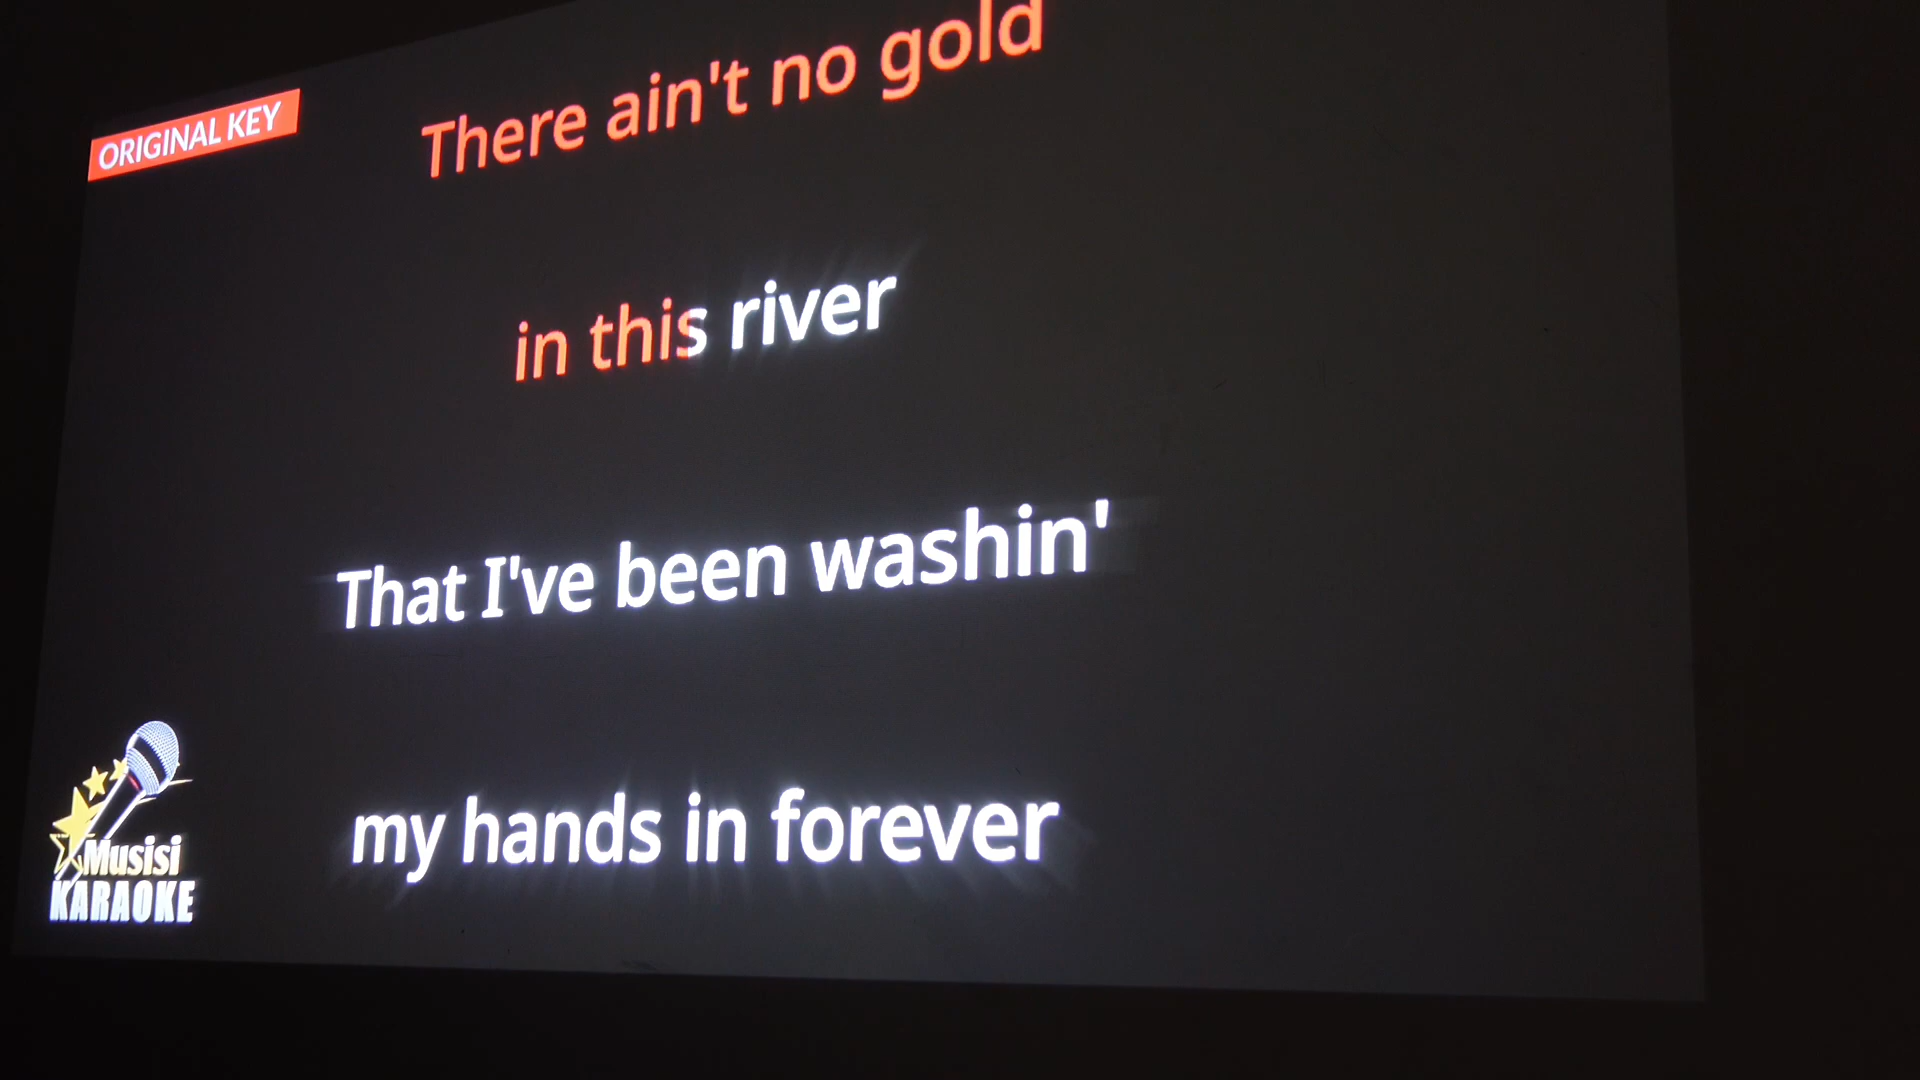 ORIGINAL KEY
There ain't no gold
in this river
That I've been washin'
my hands in forever
Musisi
KARAOKE